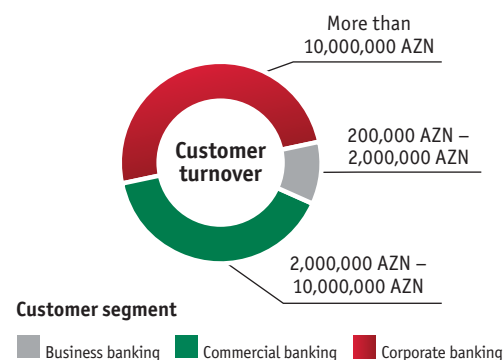 More than
10,000,000 AZN
Customer
turnover
200,000 AZN –
2,000,000 AZN
2,000,000 AZN –
10,000,000 AZN
Customer segment
Business banking
Commercial banking
Corporate banking